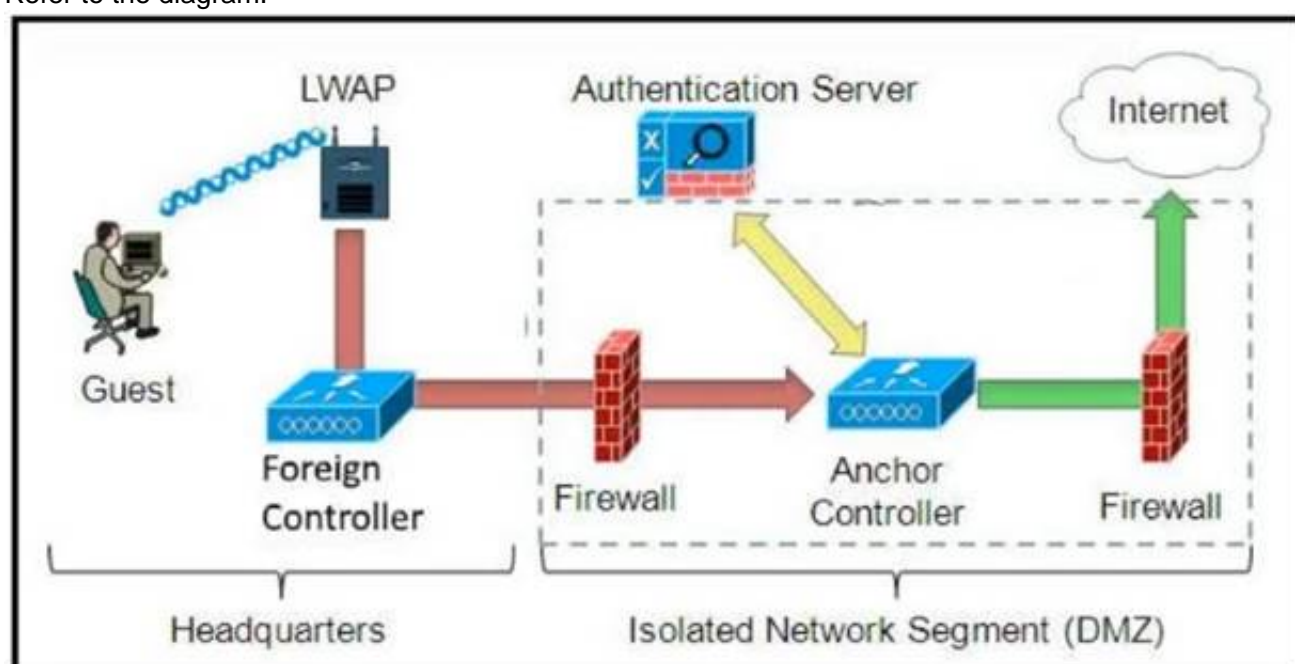 Refer to the diagram.
LWAP
Authentication Server
Internet
Guest
Foreign
Controller
Firewall
Anchor
Controller
Firewall
Headquarters
Isolated Network Segment (DMZ)